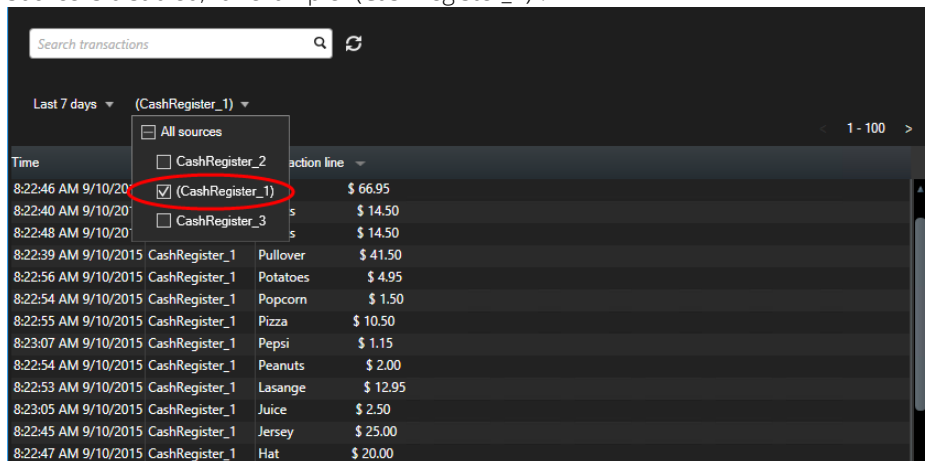 Search transactions
Last 7 days (CashRegister_1)
All sources
1 - 100 >
Time action line
CashRegister_2
8:22:46 AM 9/10/20 (CashRegister_1) $ 66.95
8:22:40 AM 9/10/20 s $ 14.50
CashRegister_3
8:22:48 AM 9/10/20 s $ 14.50
8:22:39 AM 9/10/2015 CashRegister_1 Pullover $ 41.50
8:22:56 AM 9/10/2015 CashRegister_1 Potatoes $ 4.95
8:22:54 AM 9/10/2015 CashRegister_1 Popcorn $ 1.50
8:22:55 AM 9/10/2015 CashRegister_1 Pizza $ 10.50
8:23:07 AM 9/10/2015 CashRegister_1 Pepsi $ 1.15
8:22:54 AM 9/10/2015 CashRegister_1 Peanuts $ 2.00
8:22:53 AM 9/10/2015 CashRegister_1 Lasange $ 12.95
8:23:05 AM 9/10/2015 CashRegister_1 Juice $ 2.50
8:22:45 AM 9/10/2015 CashRegister_1 Jersey $ 25.00
8:22:47 AM 9/10/2015 CashRegister_1 Hat $ 20.00